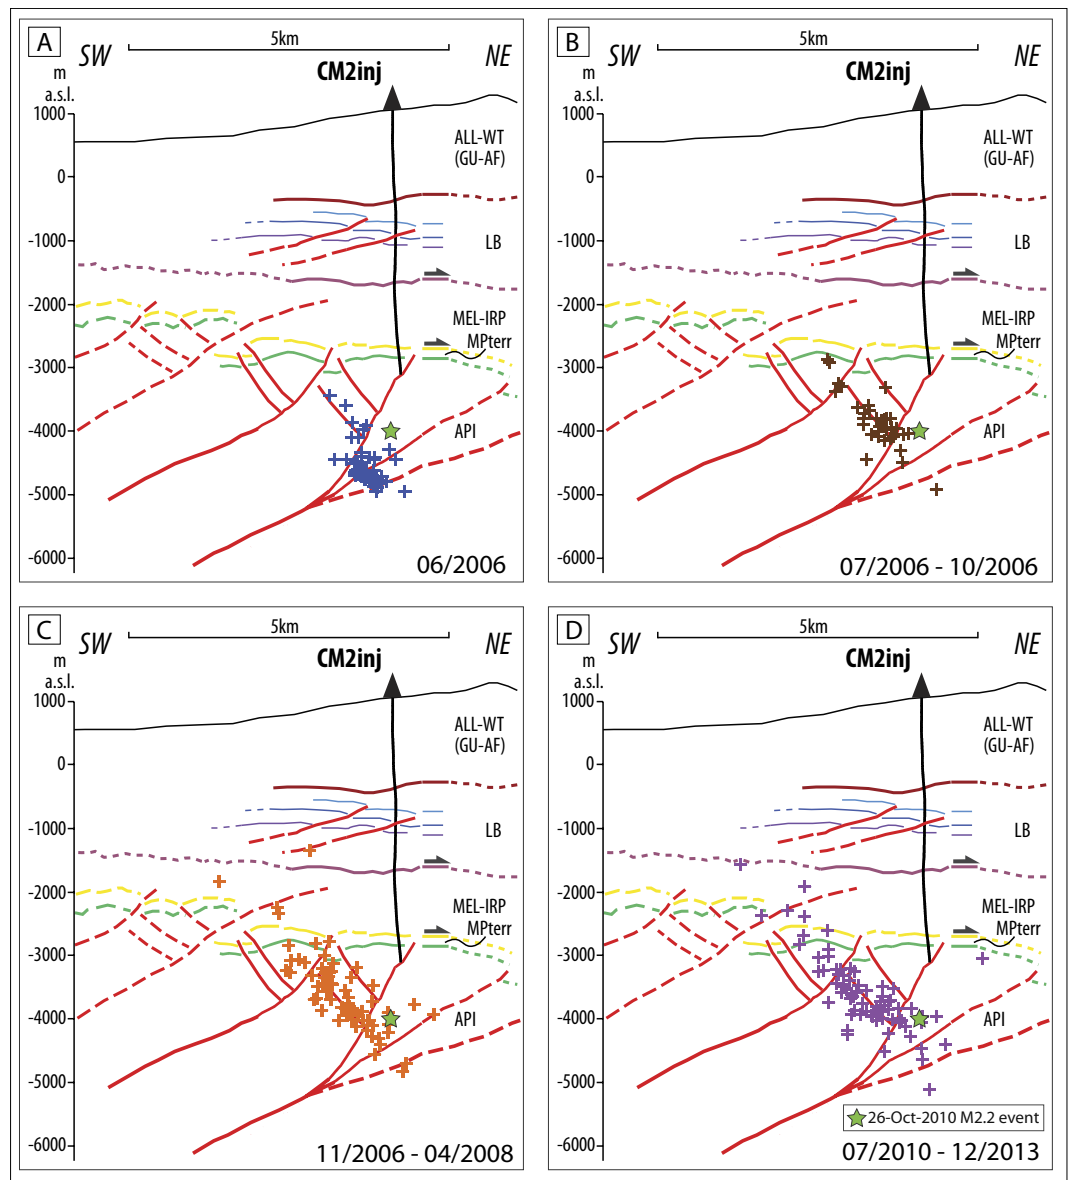 A
SW
5km
NE
m
a.s.l.
CM2inj
1000
ALL-WT
(GU-AF)
0
-1000
LB
-2000
MEL-IRP
MPterr
-3000
-4000
API
-5000
-6000
06/2006
B
SW
5km
NE
m
a.s.l.
CM2inj
1000
ALL-WT
(GU-AF)
0
-1000
LB
-2000
MEL-IRP
MPterr
-3000
-4000
API
-5000
-6000
07/2006 - 10/2006
C
SW
5km
NE
m
a.s.l.
CM2inj
1000
ALL-WT
(GU-AF)
0
-1000
LB
-2000
MEL-IRP
MPterr
-3000
-4000
API
-5000
-6000
11/2006 - 04/2008
D
SW
5km
NE
m
a.s.l.
CM2inj
1000
ALL-WT
(GU-AF)
0
-1000
LB
-2000
MEL-IRP
MPterr
-3000
-4000
API
-5000
26-Oct-2010 M2.2 event
-6000
07/2010 - 12/2013